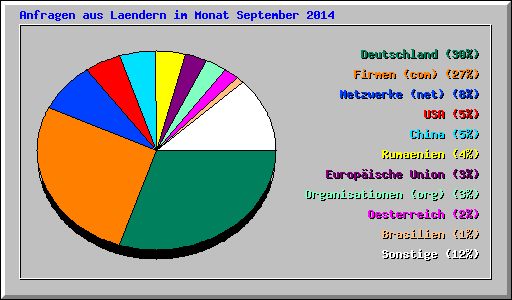 Anfragen aus Laendern im Monat September 2014
Deutschland (30%)
Firmen (com) (27%)
Netzwerke (net) (8%)
USA (5%)
China (5%)
Rumaenien (4%)
Europäische Union (3%)
Organisationen (org) (3%)
Oesterreich (2%)
Brasilien (1%)
Sonstige (12%)